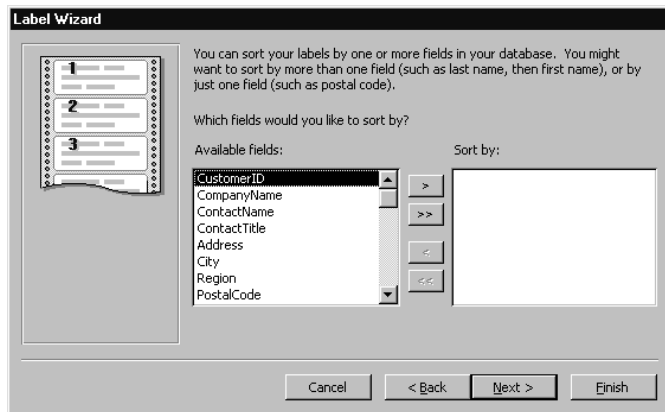 Label Wizard
1
2
3
You can sort your labels by one or more fields in your database. You might
want to sort by more than one field (such as last name, then first name), or by
just one field (such as postal code).
Which fields would you like to sort by?
Available fields:
Sort by:
CustomerID
CompanyName
ContactName
ContactTitle
Address
City
Region
PostalCode
>
>>
<
<<
Cancel
< Back
Next >
Finish